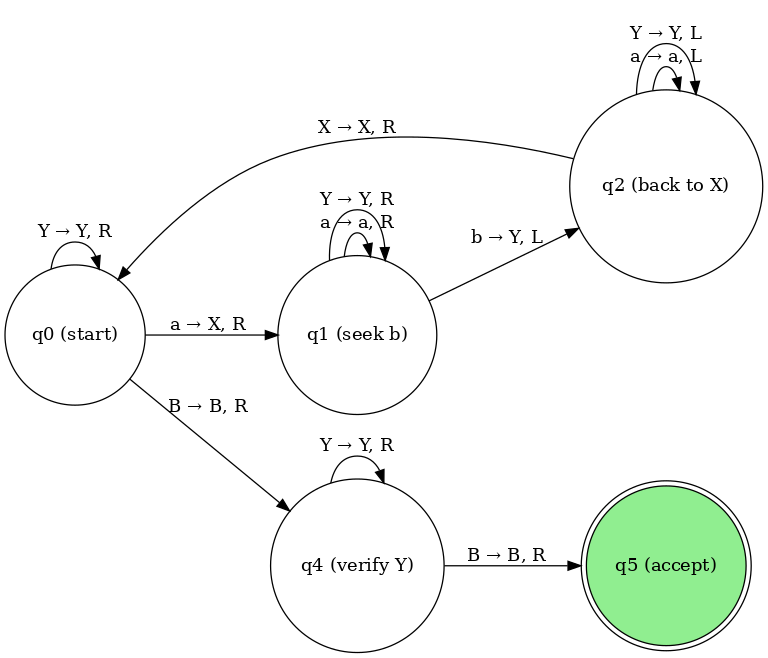 Y → Y, L
a → a, L
X → X, R
q2 (back to X)
Y → Y, R
a → a, R
Y → Y, R
b → Y, L
q0 (start)
a → X, R
q1 (seek b)
B → B, R
Y → Y, R
q4 (verify Y)
B → B, R
q5 (accept)